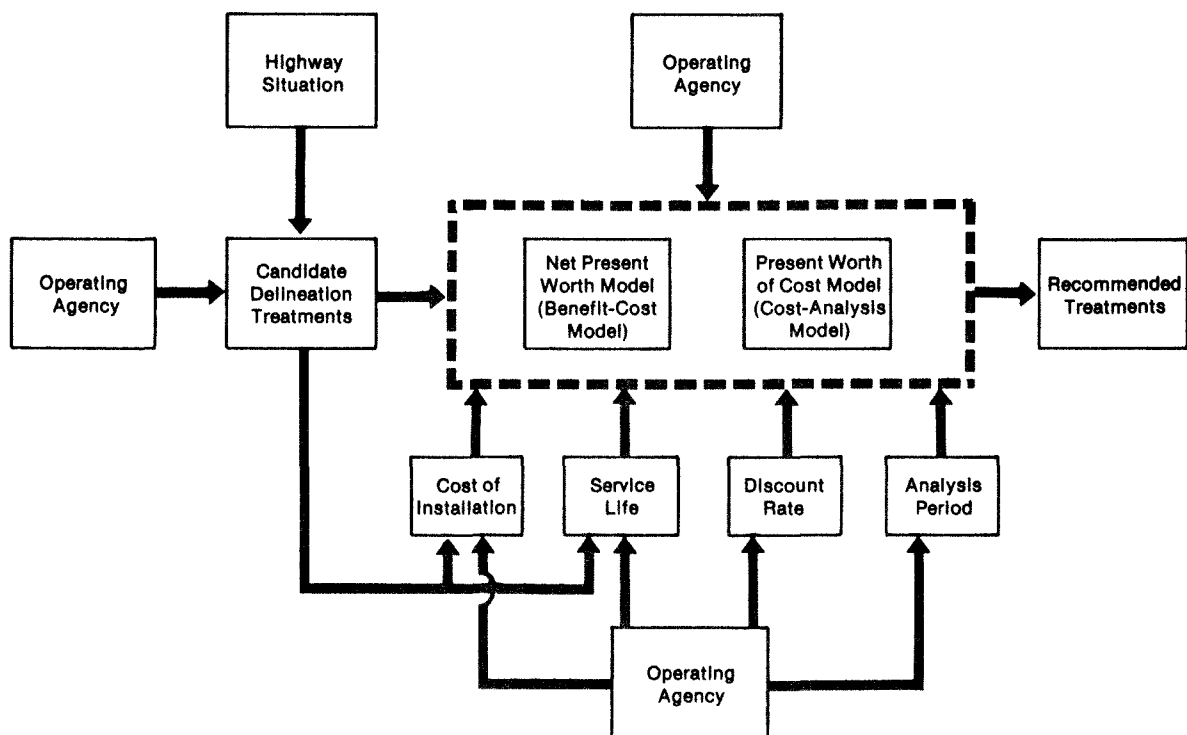 Highway
Situation
Operating
Agency
Operating
Agency
Candidate
Delineation
Treatments
Net Present
Worth Model
(Benefit-Cost
Model)
Present Worth
of Cost Model
(Cost-Analysis
Model)
Recommended
Treatments
Cost of
Installation
Service
Life
Discount
Rate
Analysis
Period
Operating
Agency